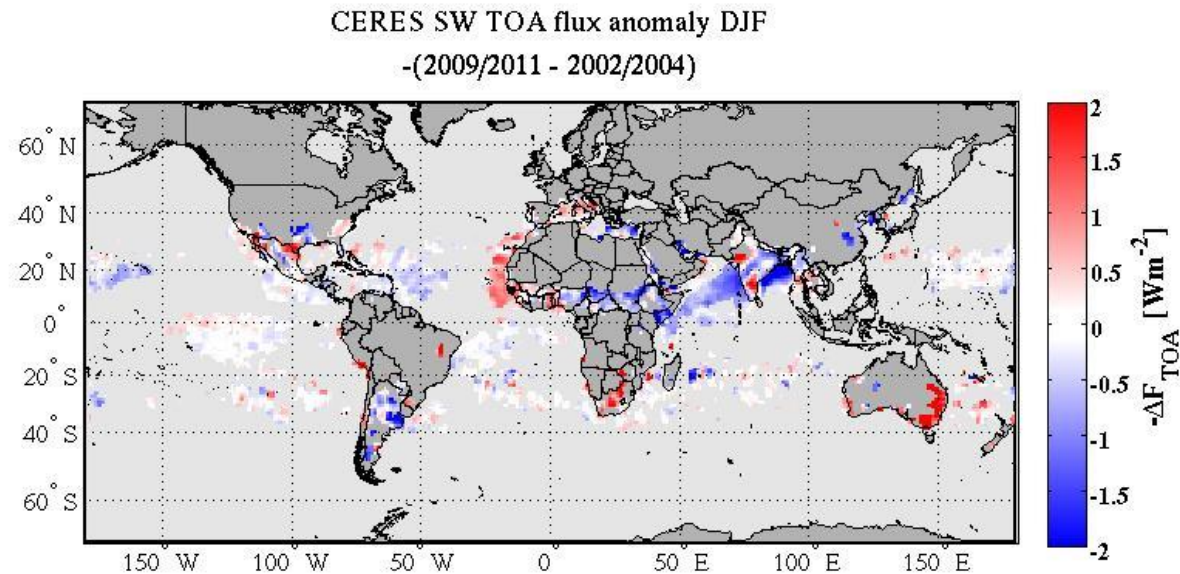 CERES SW TOA flux anomaly DJF
-(2009/2011 - 2002/2004)
60° N
40° N
20° N
0°
20° S
40° S
60° S
150° W 100° W 50° W 0 50° E 100° E 150° E
2
1.5
1
0.5
0
-0.5
-1
-1.5
-2
-ΔF_TOA [Wm⁻²]